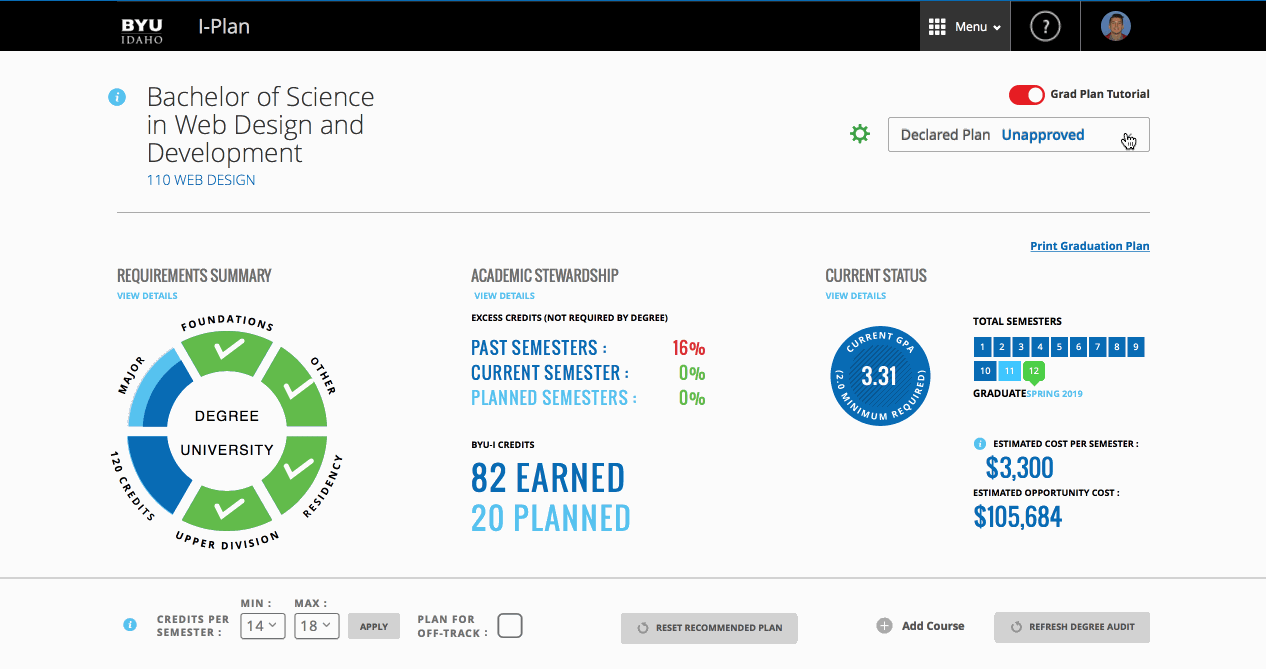 BYU
IDAHO
I-Plan
Menu
?
i
Bachelor of Science
in Web Design and
Development
110 WEB DESIGN
Grad Plan Tutorial
Declared Plan Unapproved
Print Graduation Plan
REQUIREMENTS SUMMARY
VIEW DETAILS
FOUNDATIONS
OTHER
MAJOR
DEGREE
UNIVERSITY
120 CREDITS
RESIDENCY
UPPER DIVISION
ACADEMIC STEWARDSHIP
VIEW DETAILS
EXCESS CREDITS (NOT REQUIRED BY DEGREE)
PAST SEMESTERS : 16%
CURRENT SEMESTER : 0%
PLANNED SEMESTERS : 0%
BYU-I CREDITS
82 EARNED
20 PLANNED
CURRENT STATUS
VIEW DETAILS
CURRENT GPA
3.31
(2.0 MINIMUM REQUIRED)
TOTAL SEMESTERS
1 2 3 4 5 6 7 8 9
10 11 12
GRADUATESPRING 2019
i ESTIMATED COST PER SEMESTER :
$3,300
ESTIMATED OPPORTUNITY COST :
$105,684
i
CREDITS PER
SEMESTER :
MIN : MAX :
14 18
APPLY
PLAN FOR
OFF-TRACK :
RESET RECOMMENDED PLAN
Add Course
REFRESH DEGREE AUDIT